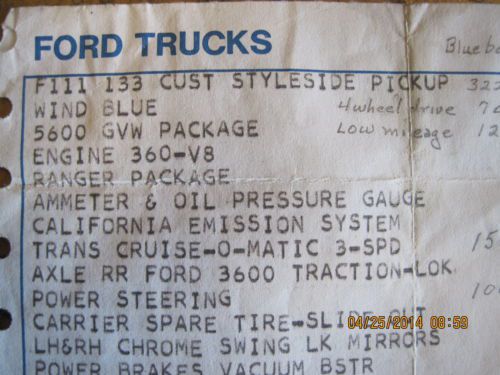 FORD TRUCKS
F111 133 CUST STYLESIDE PICKUP
WIND BLUE 4 wheel drive
5600 GVW PACKAGE Low mileage
ENGINE 360-V8
RANGER PACKAGE
AMMETER & OIL PRESSURE GAUGE
CALIFORNIA EMISSION SYSTEM
TRANS CRUISE-O-MATIC 3-SPD
AXLE RR FORD 3600 TRACTION-LOK
POWER STEERING
CARRIER SPARE TIRE-SLIDE OUT
04/25/2014 08:59
LH&RH CHROME SWING LK MIRRORS
POWER BRAKES VACUUM BSTR